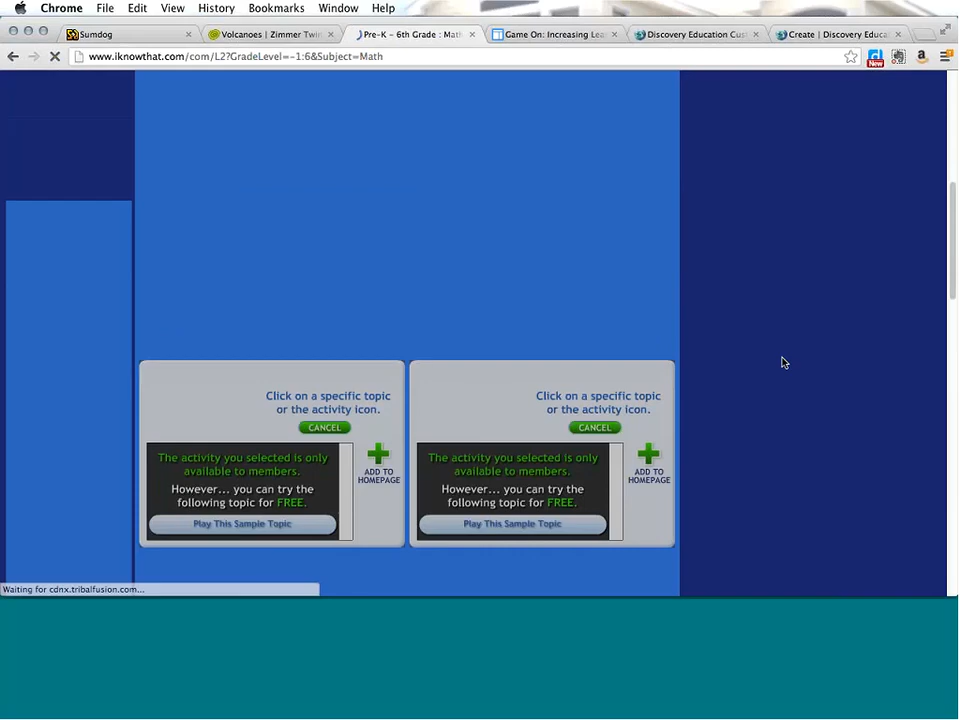 Chrome File Edit View History Bookmarks Window Help
Sumdog
Volcanoes | Zimmer Twin
Pre-K – 6th Grade : Math
Game On: Increasing Lea
Discovery Education Cus
Create | Discovery Educa
www.iknowthat.com/com/L2?GradeLevel=-1:6&Subject=Math
New
Click on a specific topic
or the activity icon.
CANCEL
The activity you selected is only
available to members.
However... you can try the
following topic for FREE.
Play This Sample Topic
ADD TO
HOMEPAGE
Click on a specific topic
or the activity icon.
CANCEL
The activity you selected is only
available to members.
However... you can try the
following topic for FREE.
Play This Sample Topic
ADD TO
HOMEPAGE
Waiting for cdnx.tribalfusion.com...